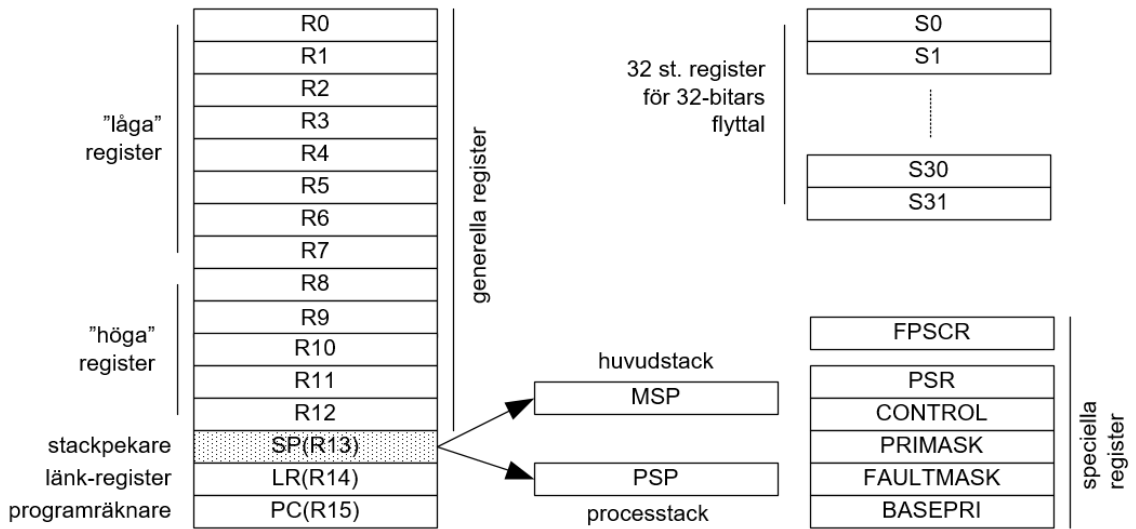 R0
R1
R2
R3
R4
R5
R6
R7
R8
R9
R10
R11
R12
SP(R13)
LR(R14)
PC(R15)
”låga”
register
”höga”
register
stackpekare
länk-register
programräknare
generella register
huvudstack
MSP
PSP
processtack
32 st. register
för 32-bitars
flyttal
S0
S1
S30
S31
FPSCR
PSR
CONTROL
PRIMASK
FAULTMASK
BASEPRI
speciella
register